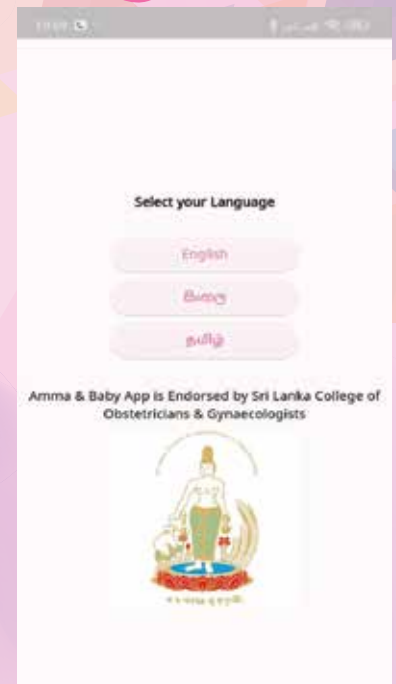 Select your Language
English
සිංහල
தமிழ்
Amma & Baby App is Endorsed by Sri Lanka College of
Obstetricians & Gynaecologists